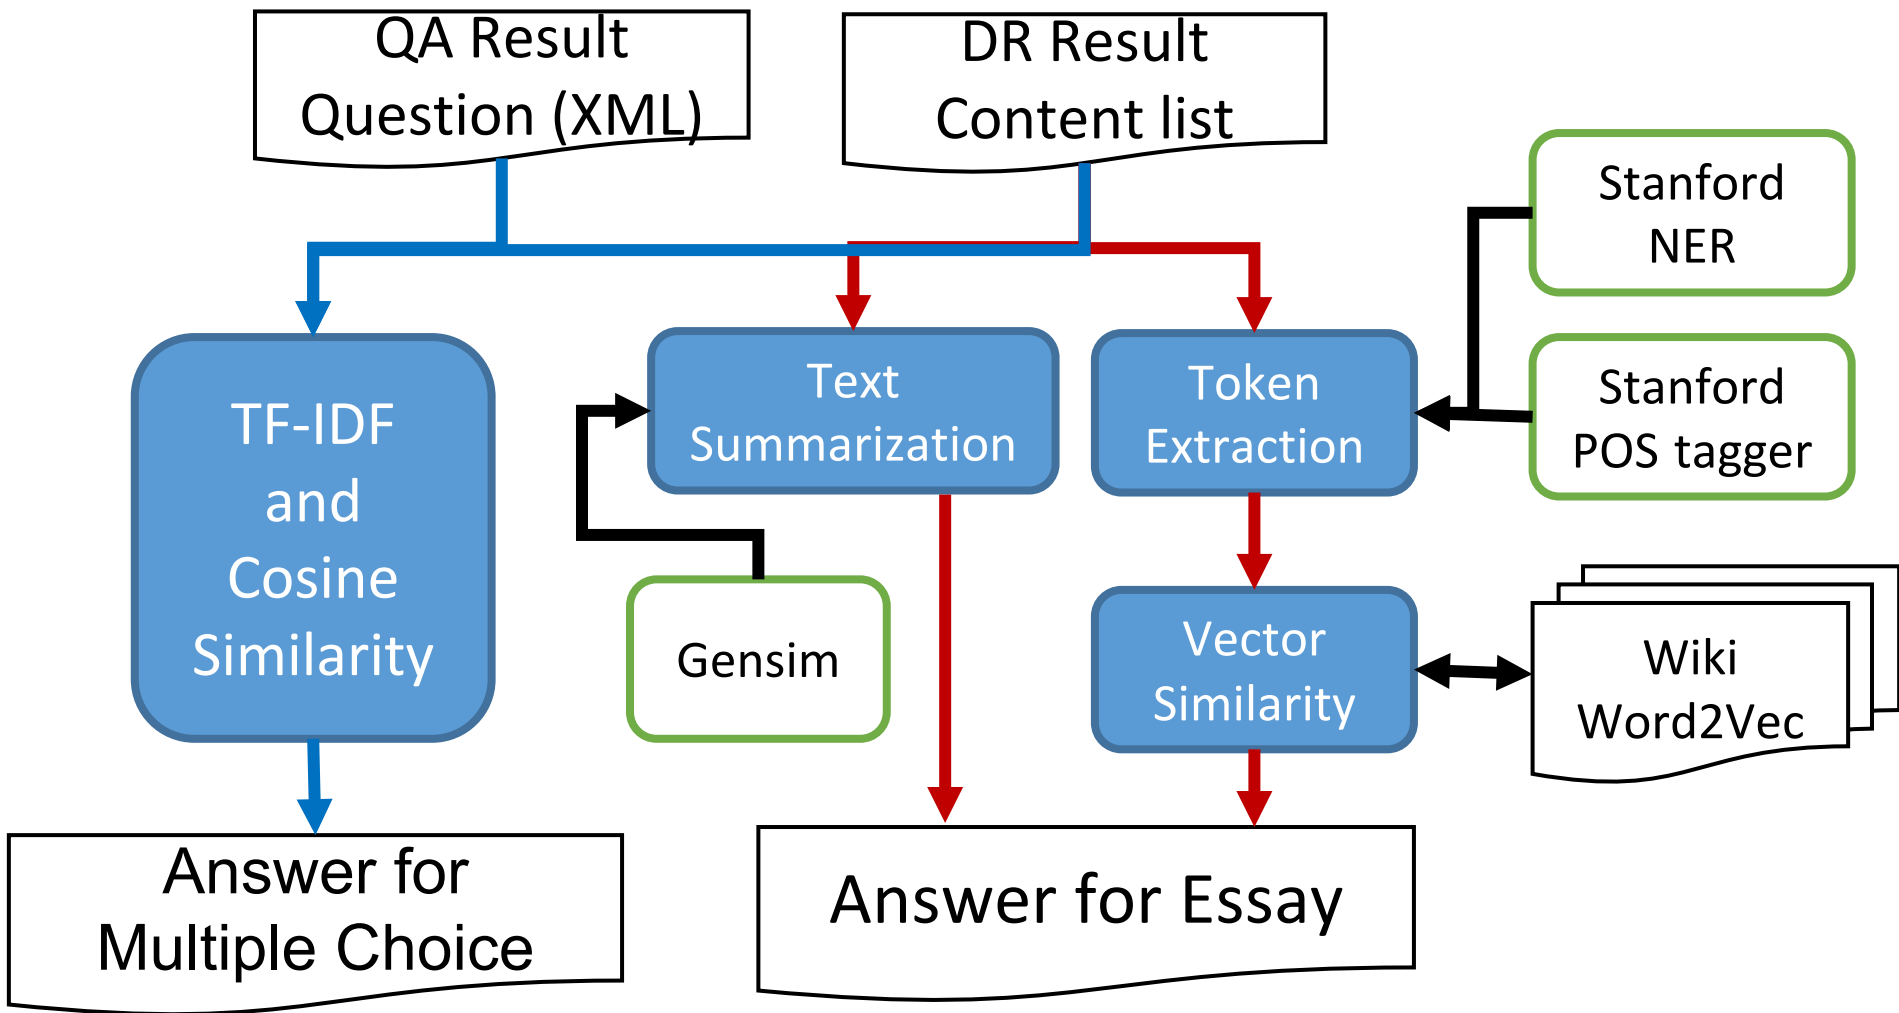 QA Result
Question (XML)
DR Result
Content list
Stanford
NER
Stanford
POS tagger
TF-IDF
and
Cosine
Similarity
Text
Summarization
Token
Extraction
Gensim
Vector
Similarity
Wiki
Word2Vec
Answer for
Multiple Choice
Answer for Essay